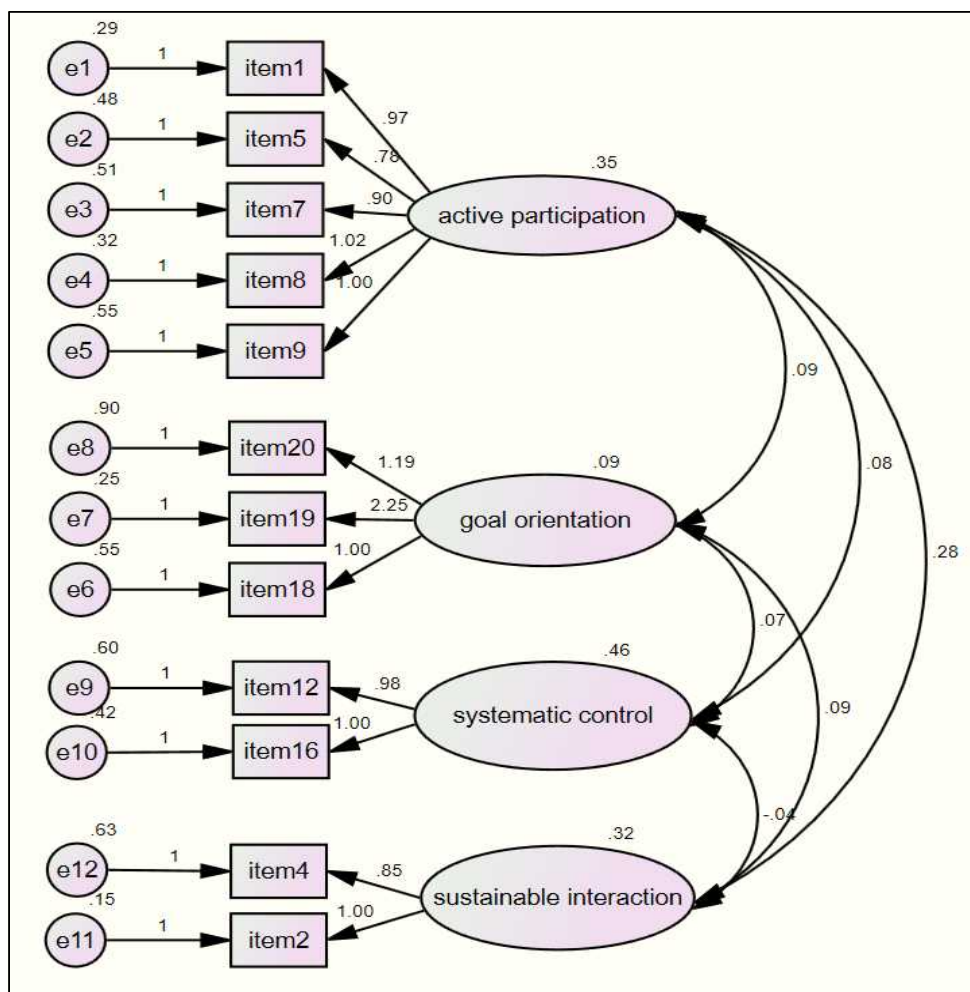 .29
e1 1 item1
.97
.48
e2 1 item5
.78
.35
.51
e3 1 item7
.90
active participation
.32
e4 1 item8
1.02
.55
1.00
e5 1 item9
.09
.90
e8 1 item20
1.19
.09
.08
.25
e7 1 item19
2.25
goal orientation
.55
e6 1 item18
1.00
.28
.07
.60
e9 1 item12
.98
.46
.42
systematic control
.09
e10 1 item16
1.00
-.04
.63
e12 1 item4
.85
.32
.15
sustainable interaction
e11 1 item2
1.00